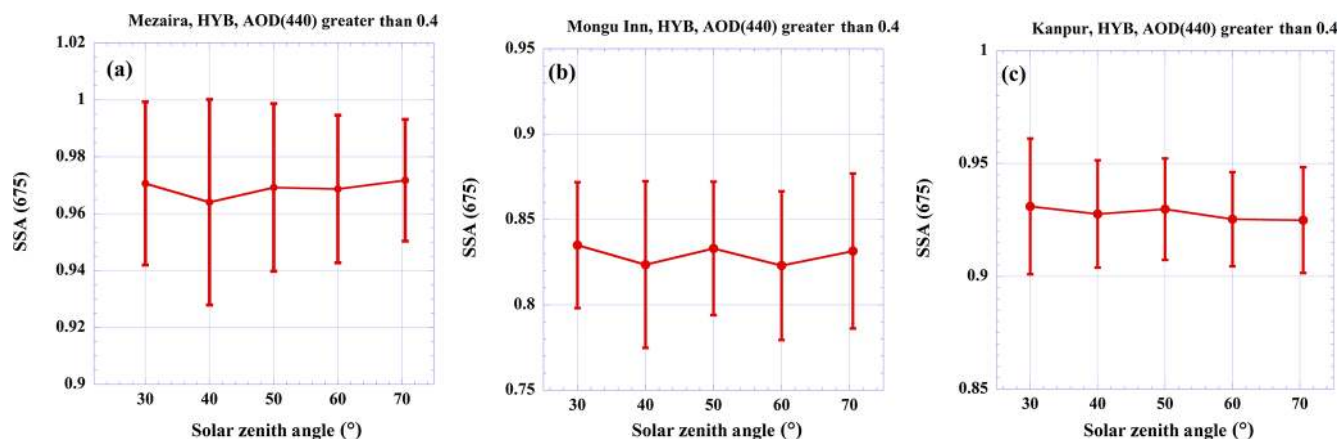 Mezaira, HYB, AOD(440) greater than 0.4
(a)
SSA (675)
1.02
1
0.98
0.96
0.94
0.92
0.9
30 40 50 60 70
Solar zenith angle (°)
Mongu Inn, HYB, AOD(440) greater than 0.4
(b)
SSA (675)
0.95
0.9
0.85
0.8
0.75
30 40 50 60 70
Solar zenith angle (°)
Kanpur, HYB, AOD(440) greater than 0.4
(c)
SSA (675)
1
0.95
0.9
0.85
30 40 50 60 70
Solar zenith angle (°)